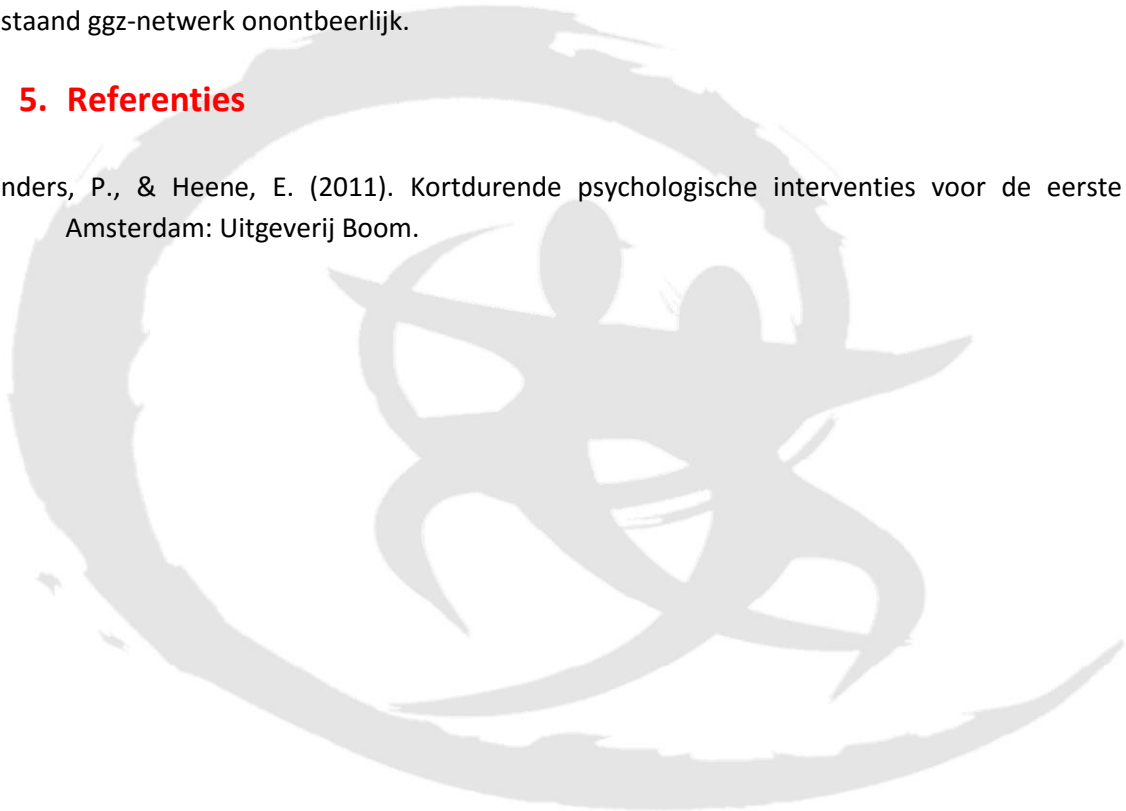 staand ggz-netwerk onontbeerlijk.
5. Referenties
nders, P., & Heene, E. (2011). Kortdurende psychologische interventies voor de eerste
Amsterdam: Uitgeverij Boom.